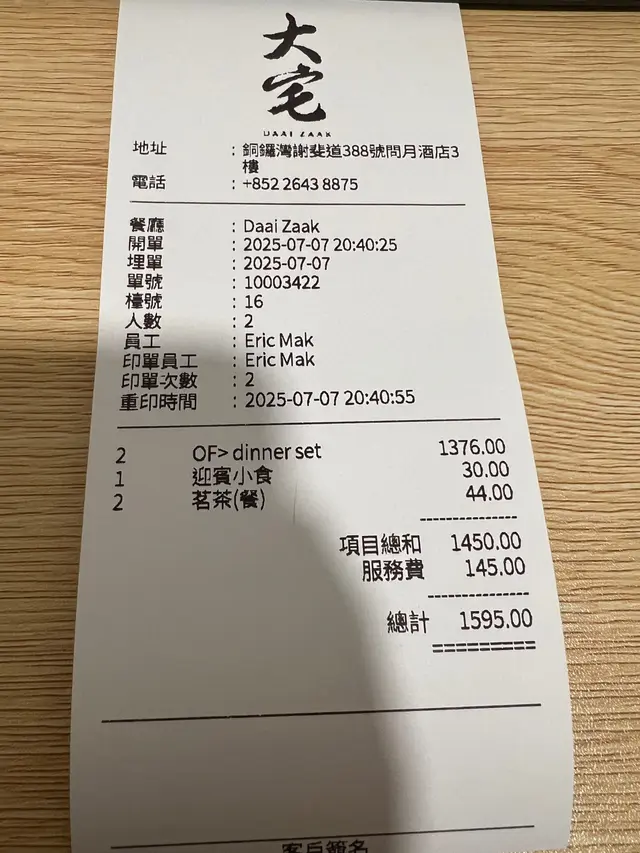 大宅
DAAI ZAAK
地址 : 銅鑼灣謝斐道388號問月酒店3
樓
電話 : +852 2643 8875
餐廳 : Daai Zaak
開單 : 2025-07-07 20:40:25
埋單 : 2025-07-07
單號 : 10003422
檯號 : 16
人數 : 2
員工 : Eric Mak
印單員工 : Eric Mak
印單次數 : 2
重印時間 : 2025-07-07 20:40:55
2 OF> dinner set 1376.00
1 迎賓小食 30.00
2 茗茶(餐) 44.00
項目總和 1450.00
服務費 145.00
總計 1595.00
客戶簽名